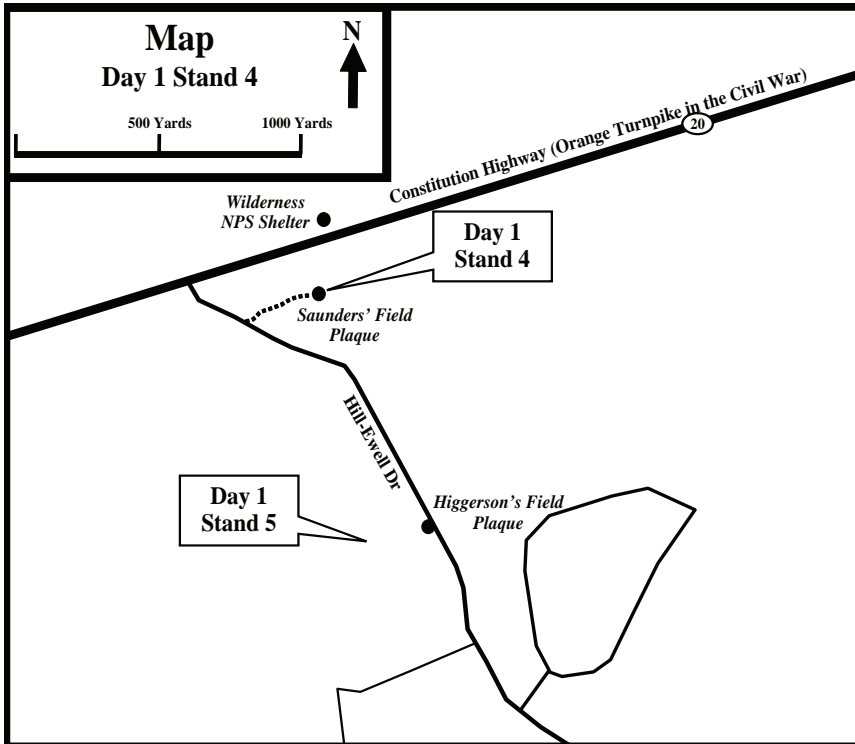 Map
Day 1 Stand 4
N
500 Yards
1000 Yards
Constitution Highway (Orange Turnpike in the Civil War)
20
Wilderness
NPS Shelter
Day 1
Stand 4
Saunders’ Field
Plaque
Hill-Ewell Dr
Day 1
Stand 5
Higgerson’s Field
Plaque